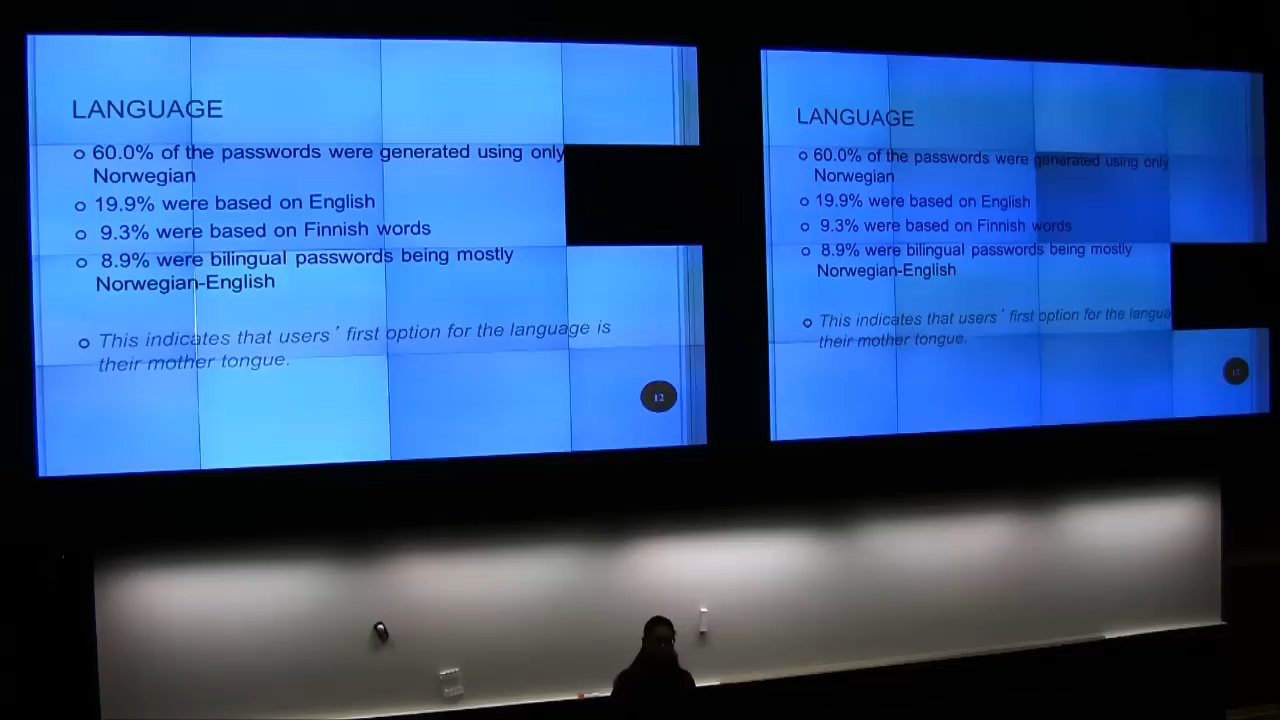 LANGUAGE
60.0% of the passwords were generated using only
Norwegian
19.9% were based on English
9.3% were based on Finnish words
8.9% were bilingual passwords being mostly
Norwegian-English
This indicates that users' first option for the language is
their mother tongue.
12
LANGUAGE
60.0% of the passwords were generated using only
Norwegian
19.9% were based on English
9.3% were based on Finnish words
8.9% were bilingual passwords being mostly
Norwegian-English
This indicates that users' first option for the langua
their mother tongue.
12